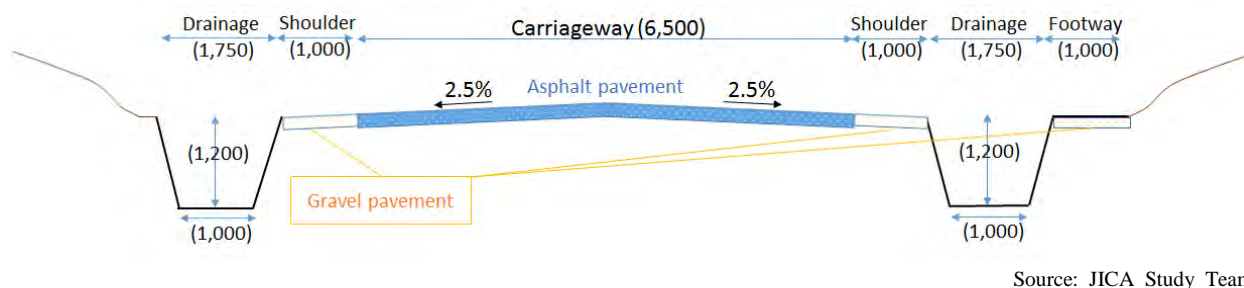 Drainage Shoulder Carriageway (6,500) Shoulder Drainage Footway
(1,750) (1,000) (1,000) (1,750) (1,000)
2.5% Asphalt pavement 2.5%
(1,200) (1,200)
Gravel pavement
(1,000) (1,000)
Source: JICA Study Team